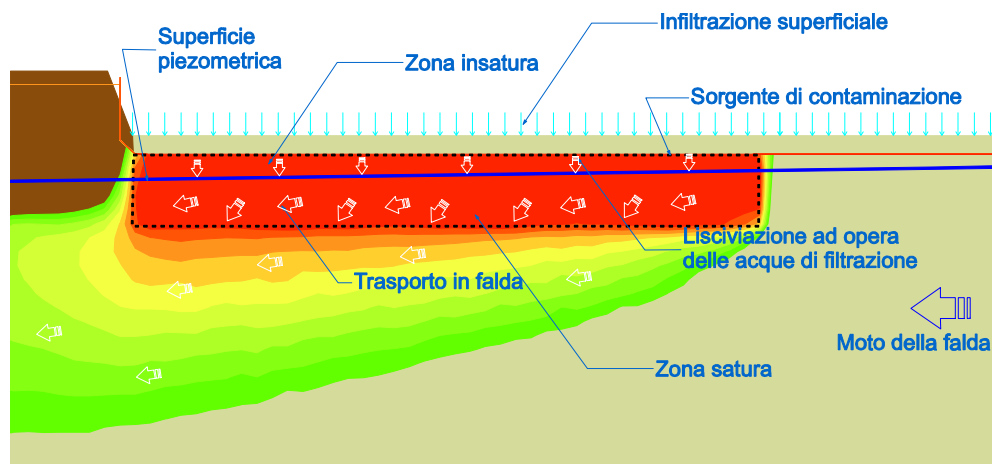 Infiltrazione superficiale
Superficie
piezometrica
Zona insatura
Sorgente di contaminazione
Lisciviazione ad opera
delle acque di filtrazione
Trasporto in falda
Moto della falda
Zona satura